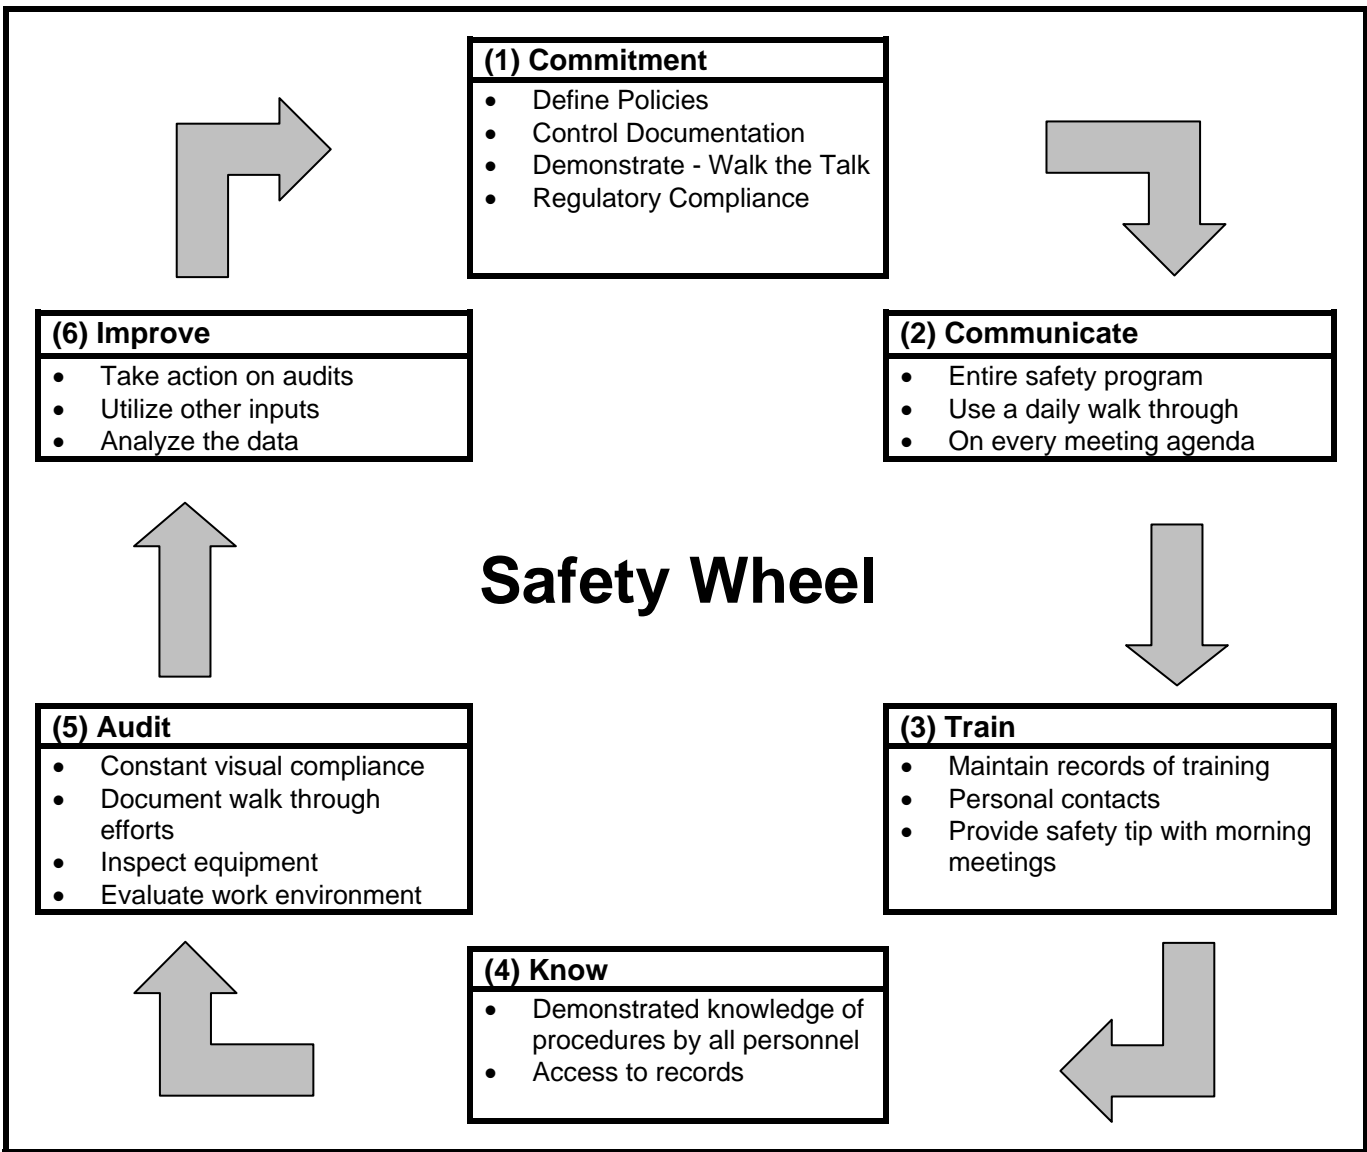 (1) Commitment
• Define Policies
• Control Documentation
• Demonstrate - Walk the Talk
• Regulatory Compliance
(2) Communicate
• Entire safety program
• Use a daily walk through
• On every meeting agenda
(3) Train
• Maintain records of training
• Personal contacts
• Provide safety tip with morning
meetings
(4) Know
• Demonstrated knowledge of
procedures by all personnel
• Access to records
(5) Audit
• Constant visual compliance
• Document walk through
efforts
• Inspect equipment
• Evaluate work environment
(6) Improve
• Take action on audits
• Utilize other inputs
• Analyze the data
Safety Wheel